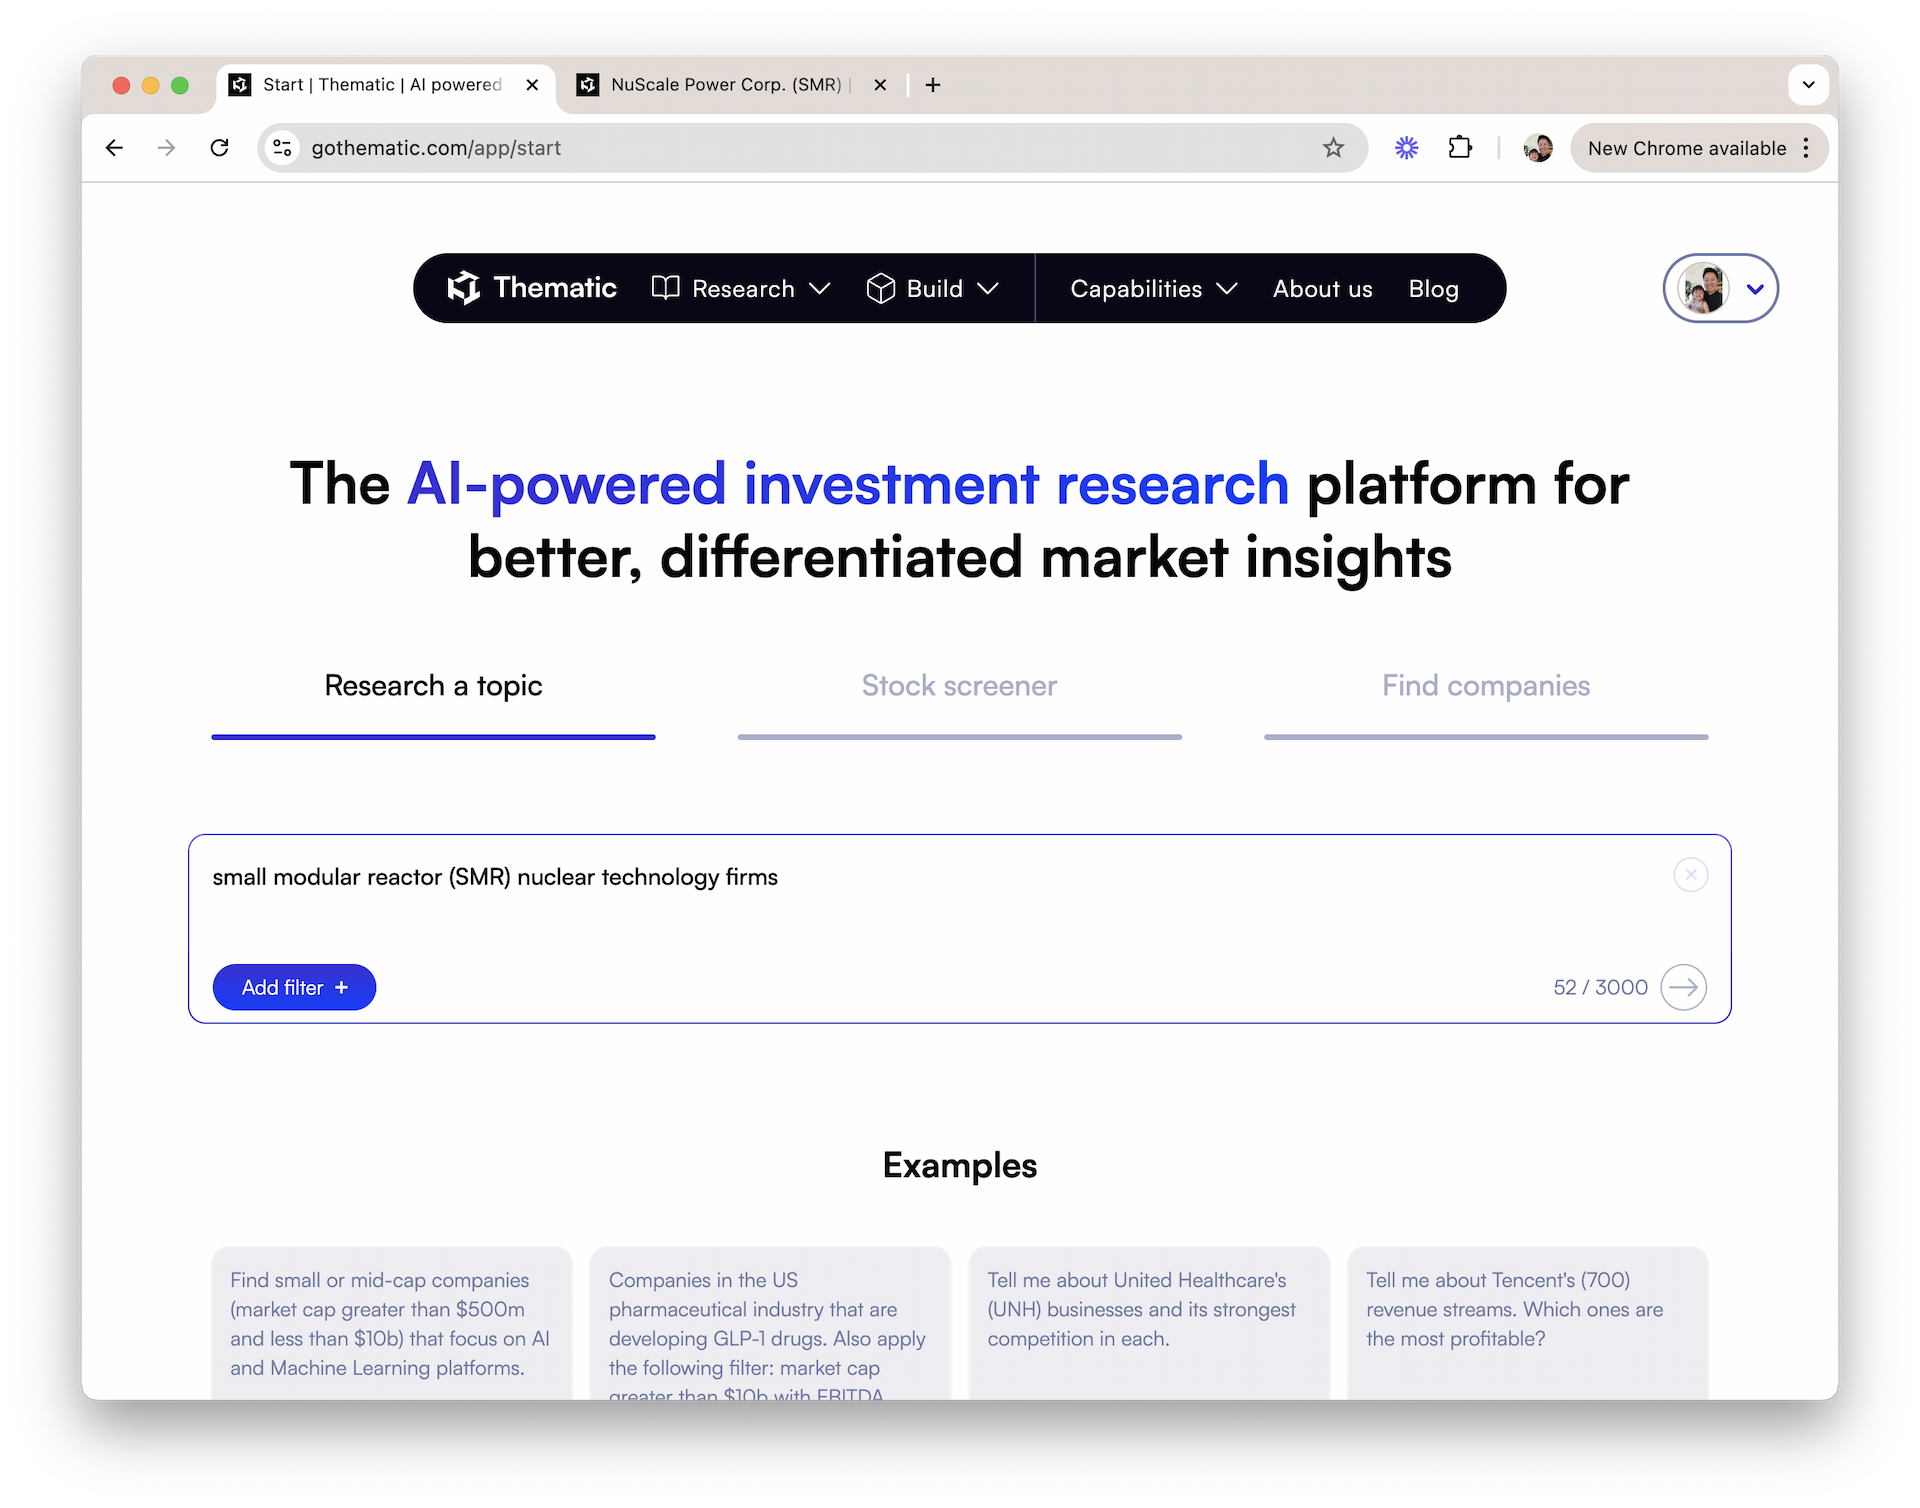 Start | Thematic | AI powered
NuScale Power Corp. (SMR) |
gothematic.com/app/start
New Chrome available
Thematic
Research
Build
Capabilities
About us
Blog
The AI-powered investment research platform for
better, differentiated market insights
Research a topic
Stock screener
Find companies
small modular reactor (SMR) nuclear technology firms
Add filter +
52 / 3000
Examples
Find small or mid-cap companies
(market cap greater than $500m
and less than $10b) that focus on AI
and Machine Learning platforms.
Companies in the US
pharmaceutical industry that are
developing GLP-1 drugs. Also apply
the following filter: market cap
greater than $10b with EBITDA
Tell me about United Healthcare's
(UNH) businesses and its strongest
competition in each.
Tell me about Tencent's (700)
revenue streams. Which ones are
the most profitable?